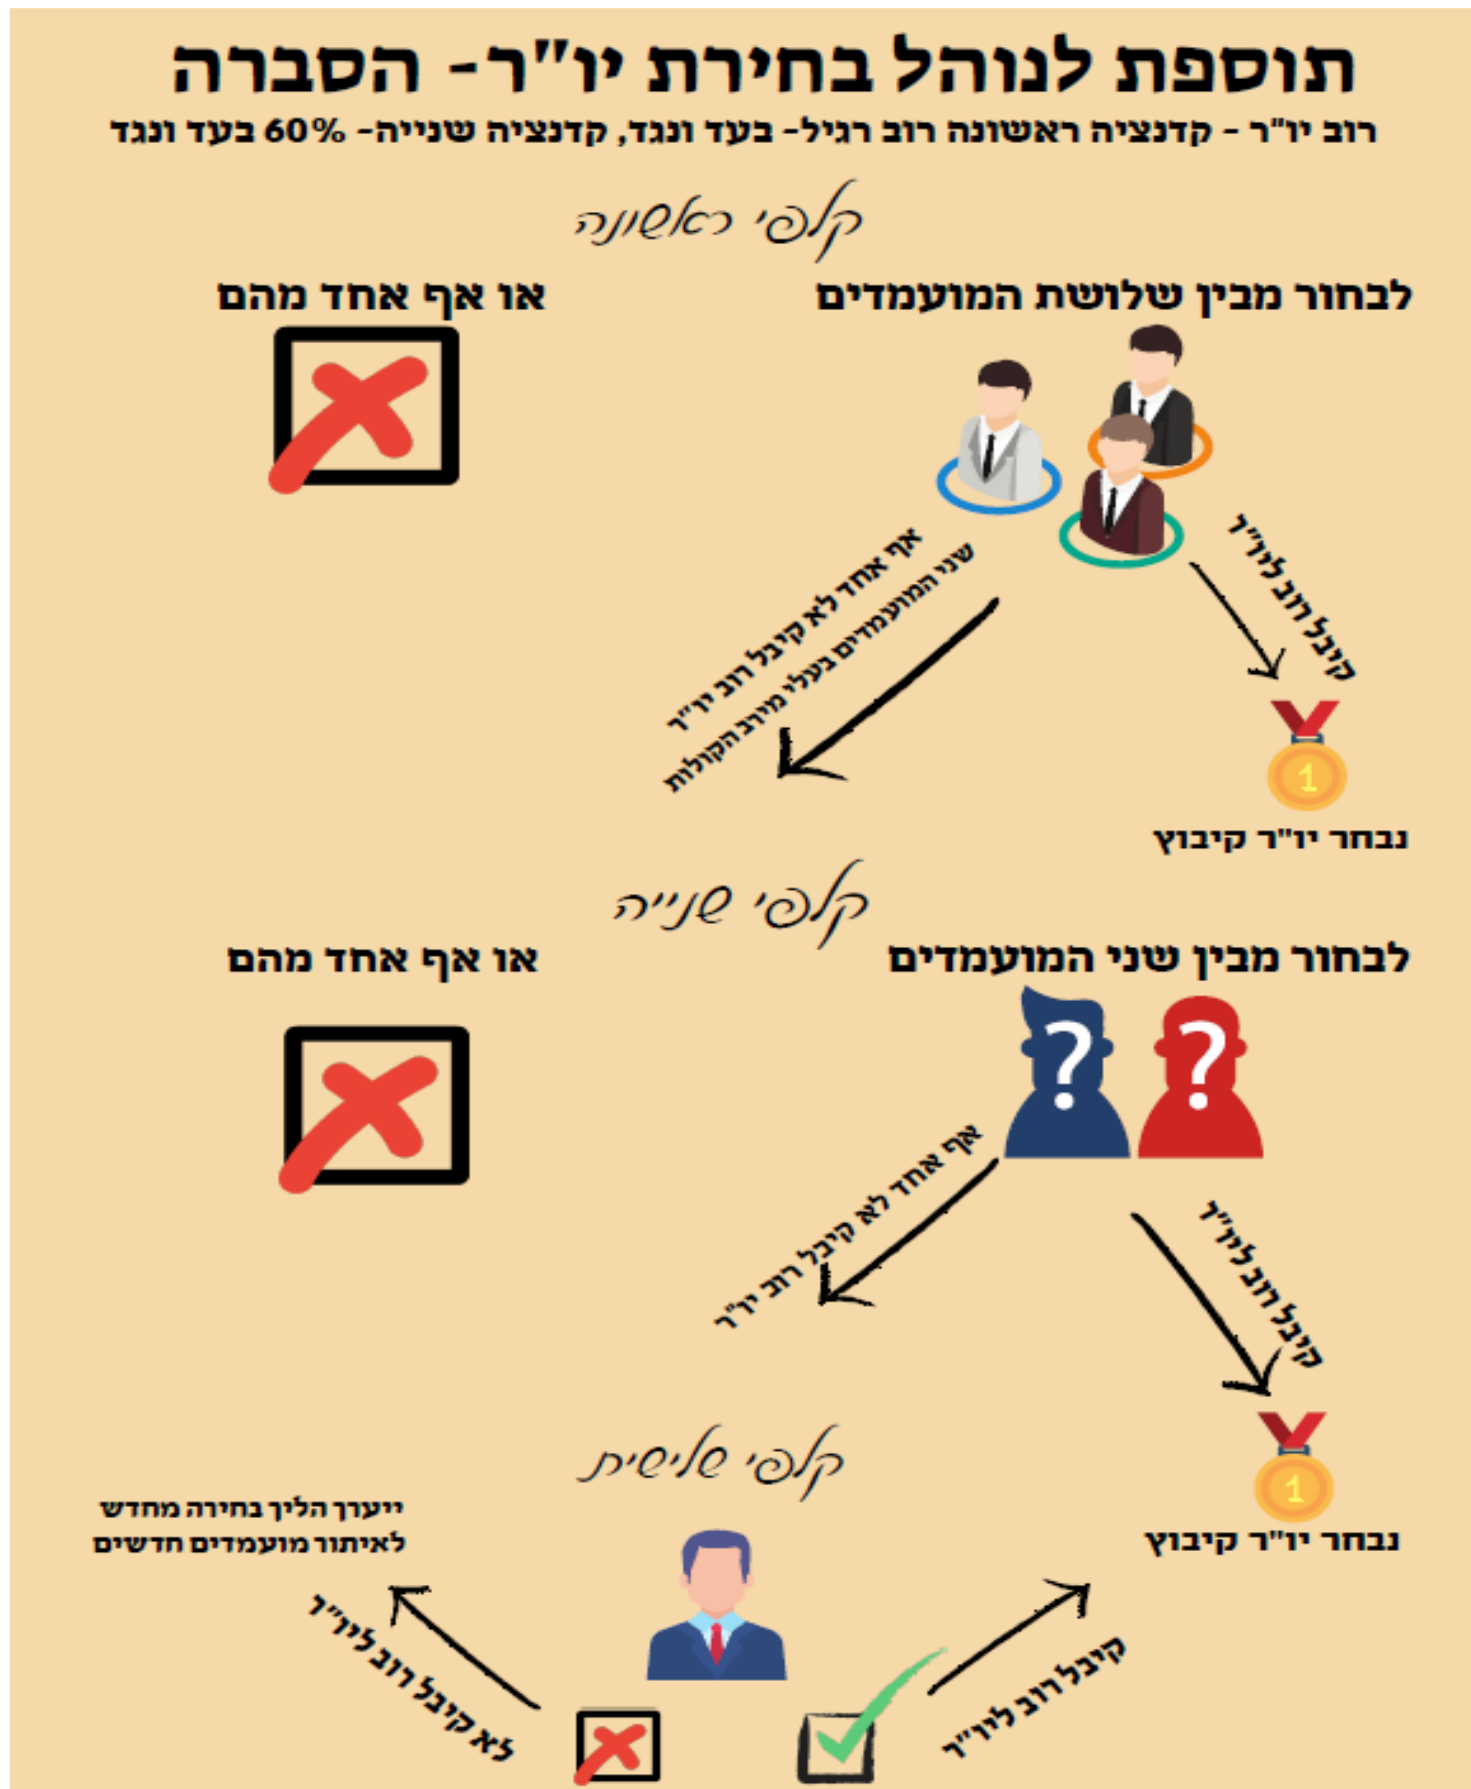 תוספת לנוהל בחירת יו"ר- הסברה
רוב יו"ר - קדנציה ראשונה רוב רגיל- בעד ונגד, קדנציה שנייה- 60% בעד ונגד
קלפי ראשונה
לבחור מבין שלושת המועמדים
או אף אחד מהם
קיבל רוב ליו"ר
אף אחד לא קיבל רוב יו"ר
שני המועמדים בעלי מירב הקולות
1
נבחר יו"ר קיבוץ
קלפי שנייה
לבחור מבין שני המועמדים
או אף אחד מהם
? ?
אף אחד לא קיבל רוב יו"ר
קיבל רוב ליו"ר
1
נבחר יו"ר קיבוץ
קלפי שלישית
ייערך הליך בחירה מחדש
לאיתור מועמדים חדשים
קיבל רוב ליו"ר
לא קיבל רוב ליו"ר